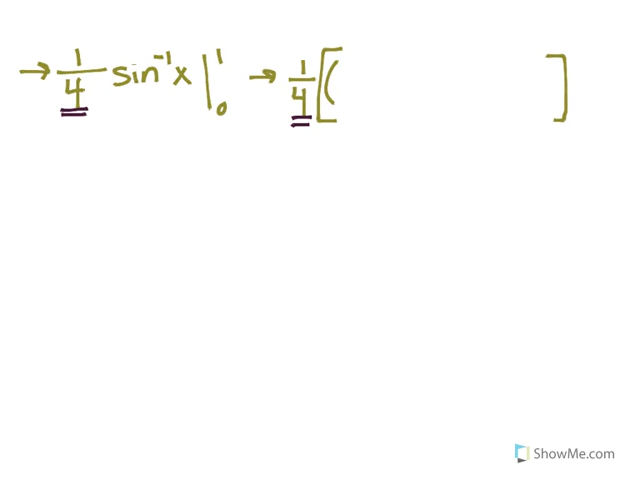 → 1/4 sin⁻¹x |₀¹ → 1/4 [( ]
ShowMe.com